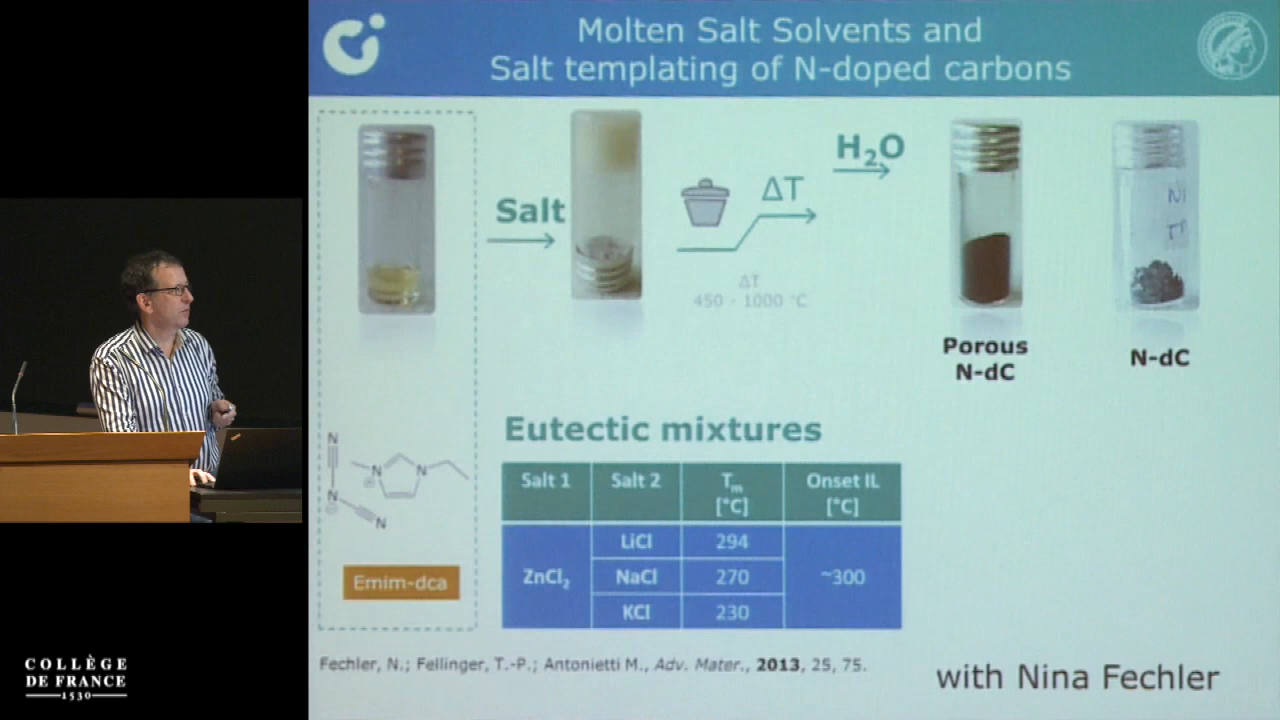 Molten Salt Solvents and
Salt templating of N-doped carbons
Salt
ΔT
H₂O
ΔT
450 - 1000 °C
Porous
N-dC
N-dC
N
N
N
N
N
⊕
⊖
Emim-dca
Eutectic mixtures
Salt 1 Salt 2 Tm [°C] Onset IL [°C]
ZnCl₂ LiCl 294 ~300
NaCl 270
KCl 230
Fechler, N.; Fellinger, T.-P.; Antonietti M., Adv. Mater., 2013, 25, 75.
with Nina Fechler
COLLÈGE
DE FRANCE
1530